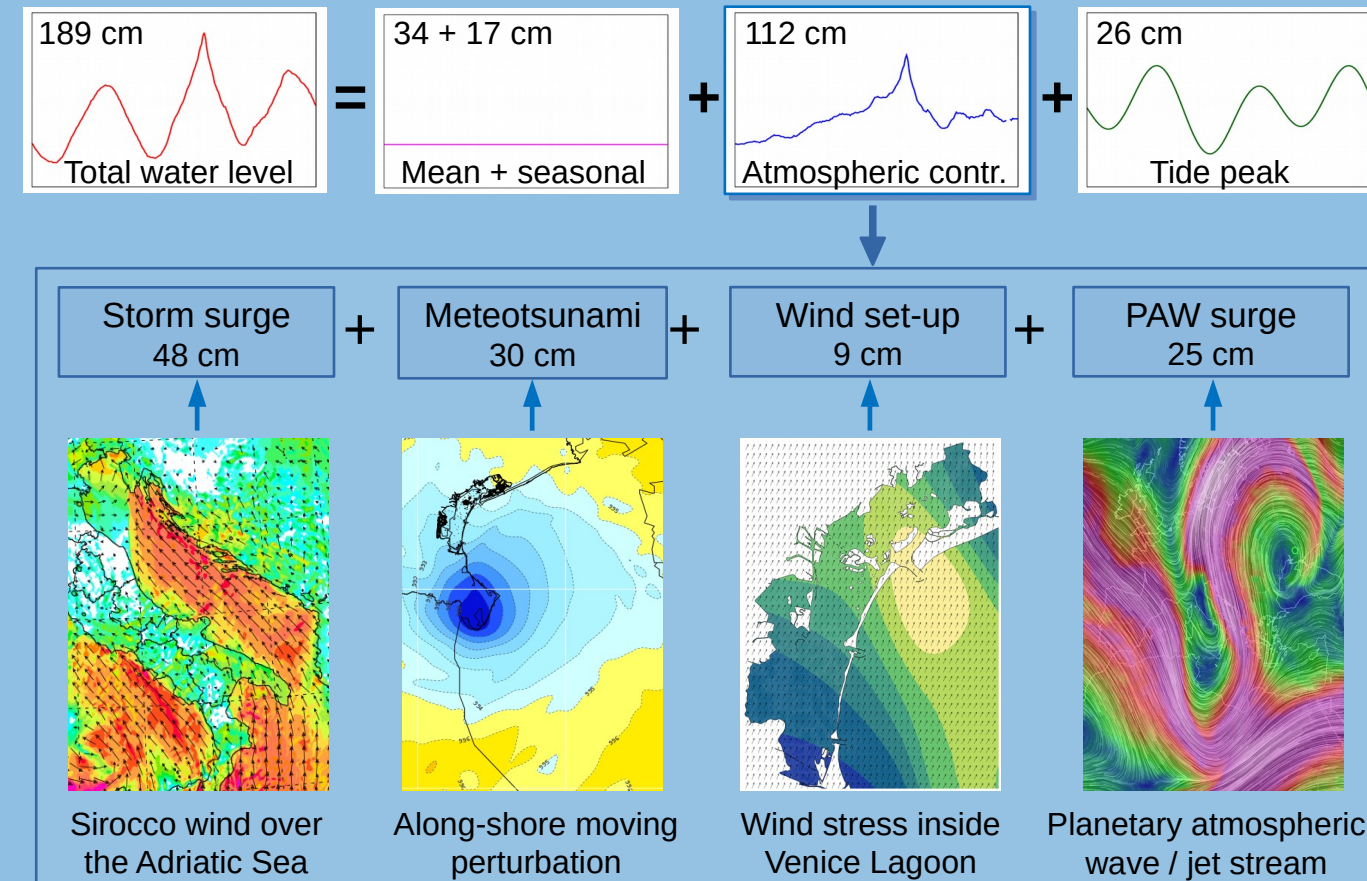 189 cm
Total water level
=
34 + 17 cm
Mean + seasonal
+
112 cm
Atmospheric contr.
+
26 cm
Tide peak
Storm surge
48 cm
+
Meteotsunami
30 cm
+
Wind set-up
9 cm
+
PAW surge
25 cm
Sirocco wind over
the Adriatic Sea
Along-shore moving
perturbation
Wind stress inside
Venice Lagoon
Planetary atmospheric
wave / jet stream